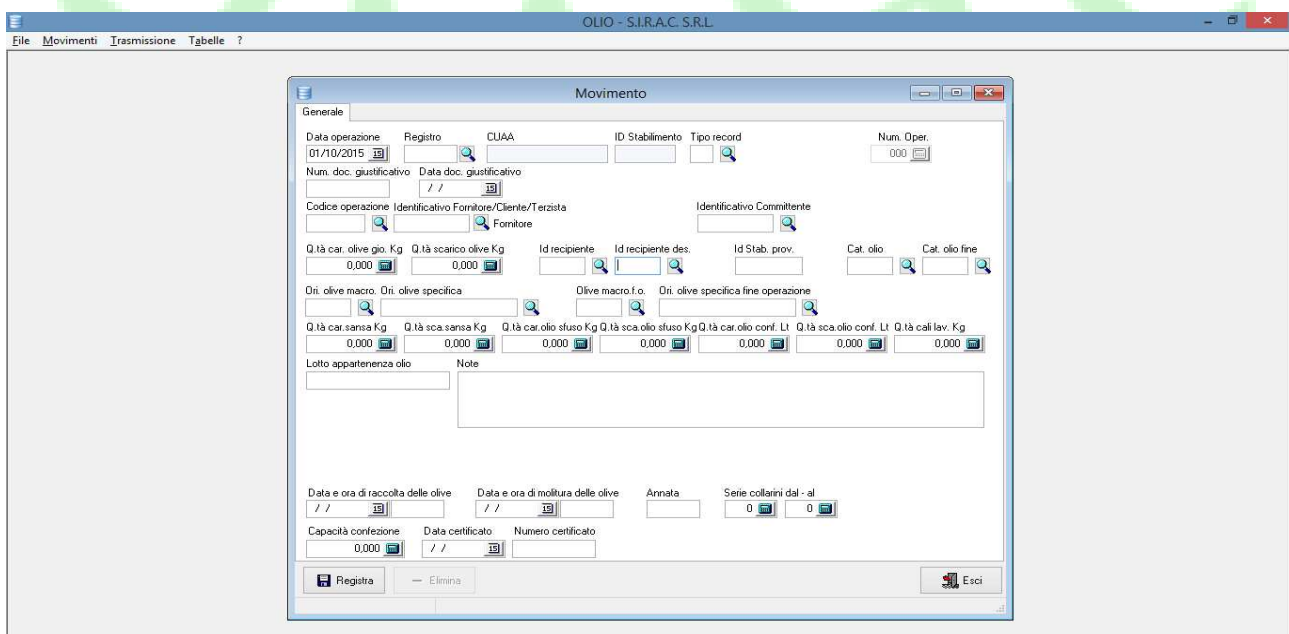 OLIO - S.I.R.A.C. S.R.L.
File Movimenti Trasmissione Tabelle ?
Movimento
Generale
Data operazione Registro CUAA ID Stabilimento Tipo record Num. Oper.
01/10/2015 15 000
Num. doc. giustificativo Data doc. giustificativo
/ / 15
Codice operazione Identificativo Fornitore/Cliente/Terzista Identificativo Committente
Fornitore
Q.tà car. olive gio. Kg Q.tà scarico olive Kg Id recipiente Id recipiente des. Id Stab. prov. Cat. olio Cat. olio fine
0,000 0,000
Ori. olive macro. Ori. olive specifica Olive macro.f.o. Ori. olive specifica fine operazione
Q.tà car.sansa Kg Q.tà sca.sansa Kg Q.tà car.olio sfuso Kg Q.tà sca.olio sfuso Kg Q.tà car.olio conf. Lt Q.tà sca.olio conf. Lt Q.tà cali lav. Kg
0,000 0,000 0,000 0,000 0,000 0,000 0,000
Lotto appartenenza olio Note
Data e ora di raccolta delle olive Data e ora di molitura delle olive Annata Serie collarini dal - al
/ / 15 / / 15 0 0
Capacità confezione Data certificato Numero certificato
0,000 / / 15
Registra Elimina Esci